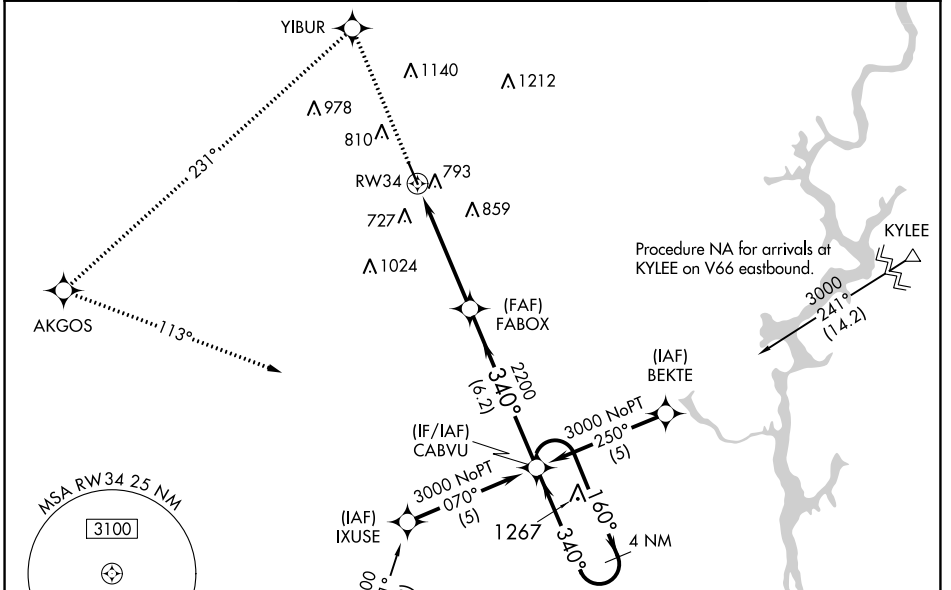 YIBUR
1140
1212
978
810
231°
RW34
793
727
859
1024
KYLEE
Procedure NA for arrivals at
KYLEE on V66 eastbound.
3000
241°
(14.2)
AKGOS
113°
(FAF)
FABOX
(IAF)
BEKTE
2200
340°
(6.2)
(IF/IAF)
CABVU
3000 NoPT
250°
(5)
3000 NoPT
070°
(5)
MSA RW34 25 NM
3100
(IAF)
IXUSE
1267
160°
340°
4 NM